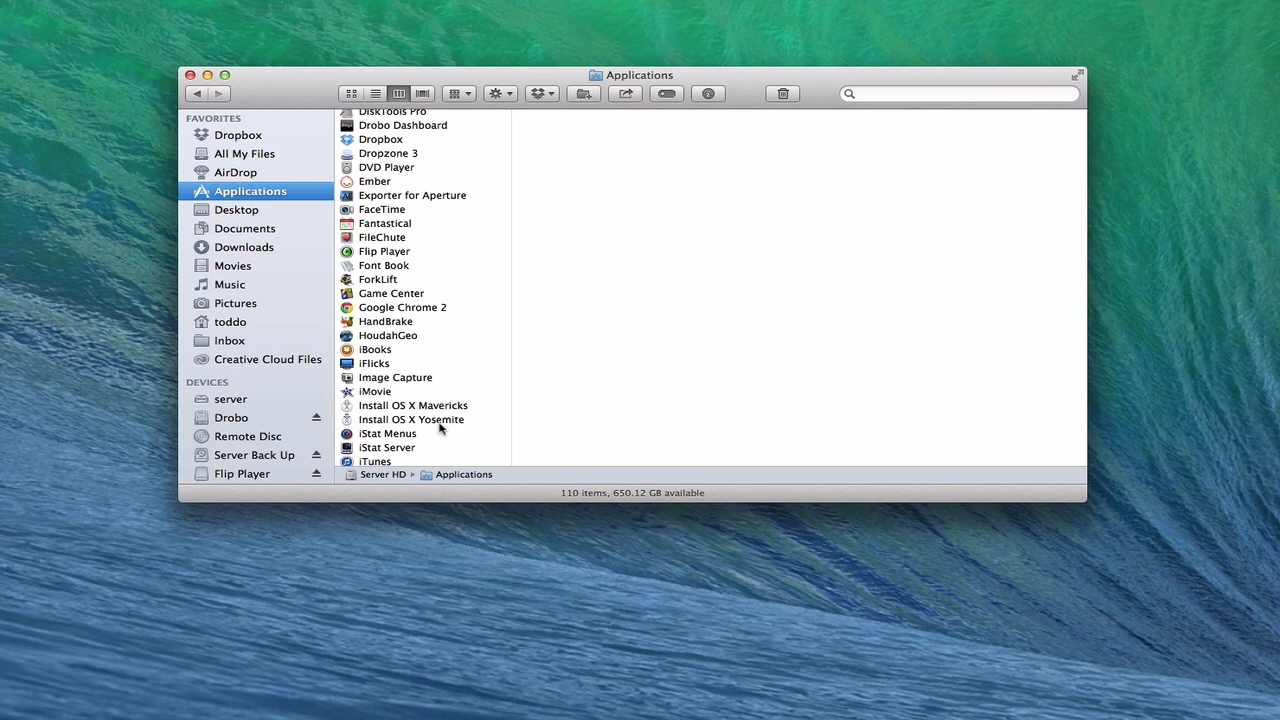 Applications
FAVORITES
Dropbox
All My Files
AirDrop
Applications
Desktop
Documents
Downloads
Movies
Music
Pictures
toddo
Inbox
Creative Cloud Files
DEVICES
server
Drobo
Remote Disc
Server Back Up
Flip Player
DiskTools Pro
Drobo Dashboard
Dropbox
Dropzone 3
DVD Player
Ember
Exporter for Aperture
FaceTime
Fantastical
FileChute
Flip Player
Font Book
ForkLift
Game Center
Google Chrome 2
HandBrake
HoudahGeo
iBooks
iFlicks
Image Capture
iMovie
Install OS X Mavericks
Install OS X Yosemite
iStat Menus
iStat Server
iTunes
Server HD Applications
110 items, 650.12 GB available